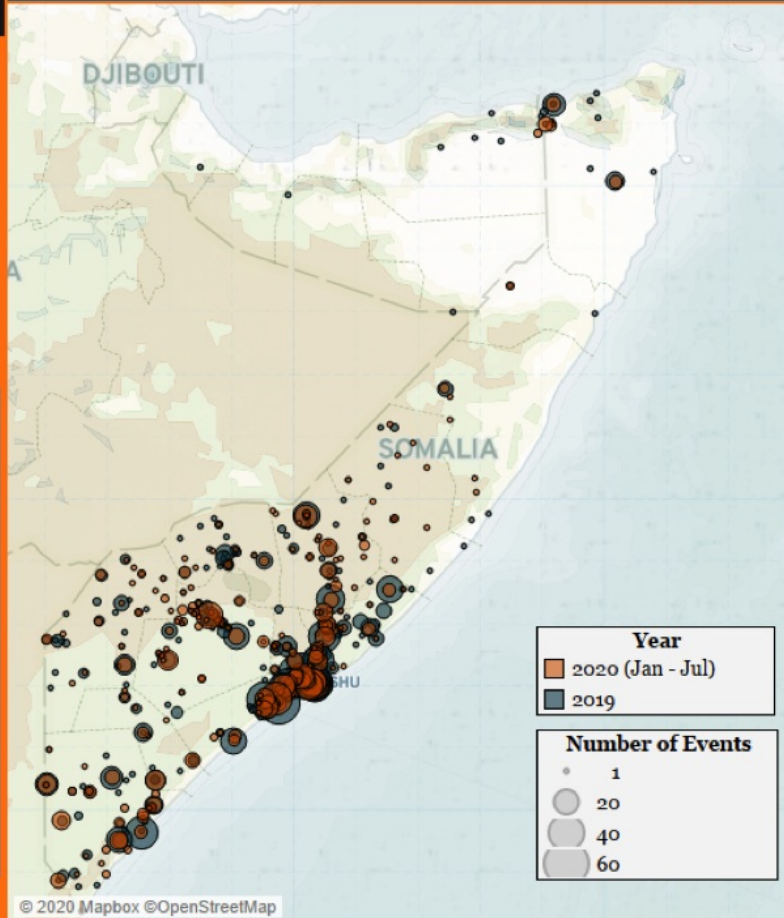 DJIBOUTI
A
SOMALIA
SHU
Year
2020 (Jan - Jul)
2019
Number of Events
1
20
40
60
© 2020 Mapbox ©OpenStreetMap